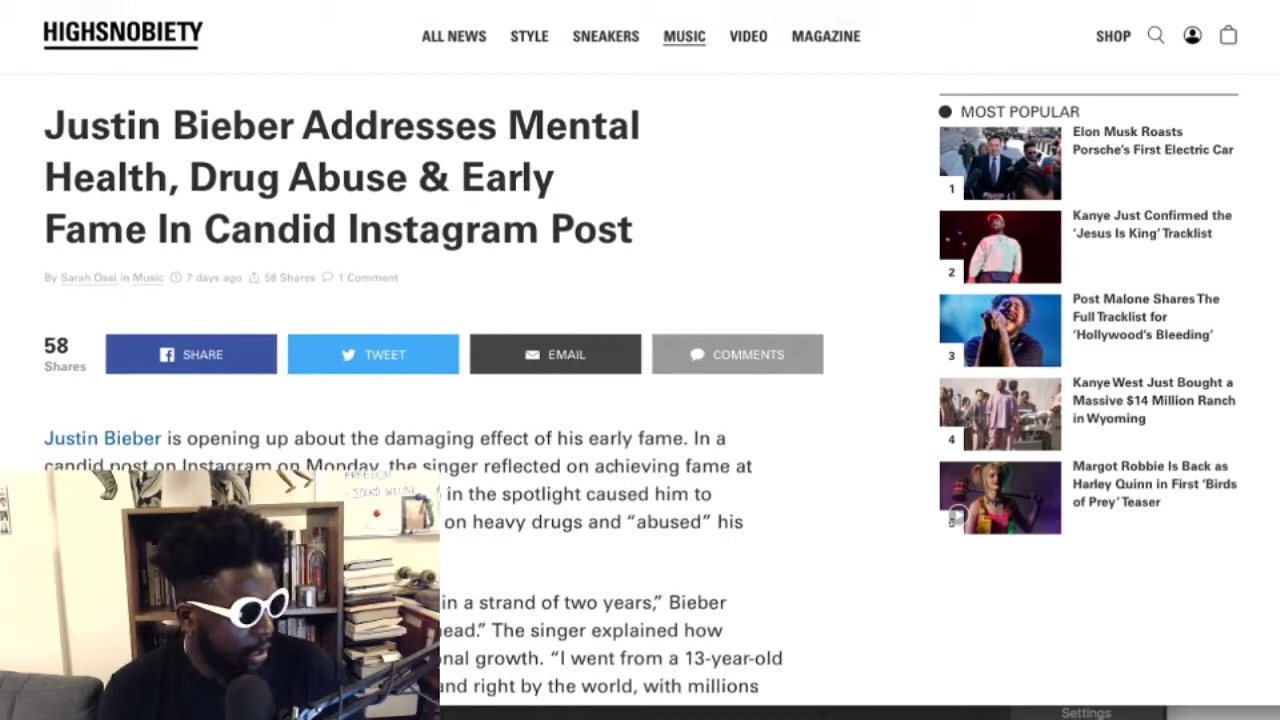 HIGHSNOBIETY
ALL NEWS STYLE SNEAKERS MUSIC VIDEO MAGAZINE
SHOP
Justin Bieber Addresses Mental
Health, Drug Abuse & Early
Fame In Candid Instagram Post
By Sarah Osei in Music 7 days ago 58 Shares 1 Comment
58
Shares
SHARE
TWEET
EMAIL
COMMENTS
Justin Bieber is opening up about the damaging effect of his early fame. In a
candid post on Instagram on Monday, the singer reflected on achieving fame at
in the spotlight caused him to
on heavy drugs and “abused” his
in a strand of two years,” Bieber
ead.” The singer explained how
nal growth. “I went from a 13-year-old
and right by the world, with millions
MOST POPULAR
1
Elon Musk Roasts
Porsche’s First Electric Car
2
Kanye Just Confirmed the
‘Jesus Is King’ Tracklist
3
Post Malone Shares The
Full Tracklist for
‘Hollywood’s Bleeding’
4
Kanye West Just Bought a
Massive $14 Million Ranch
in Wyoming
5
Margot Robbie Is Back as
Harley Quinn in First ‘Birds
of Prey’ Teaser
FREEDOM
- JOCKO WILLINK
Settings